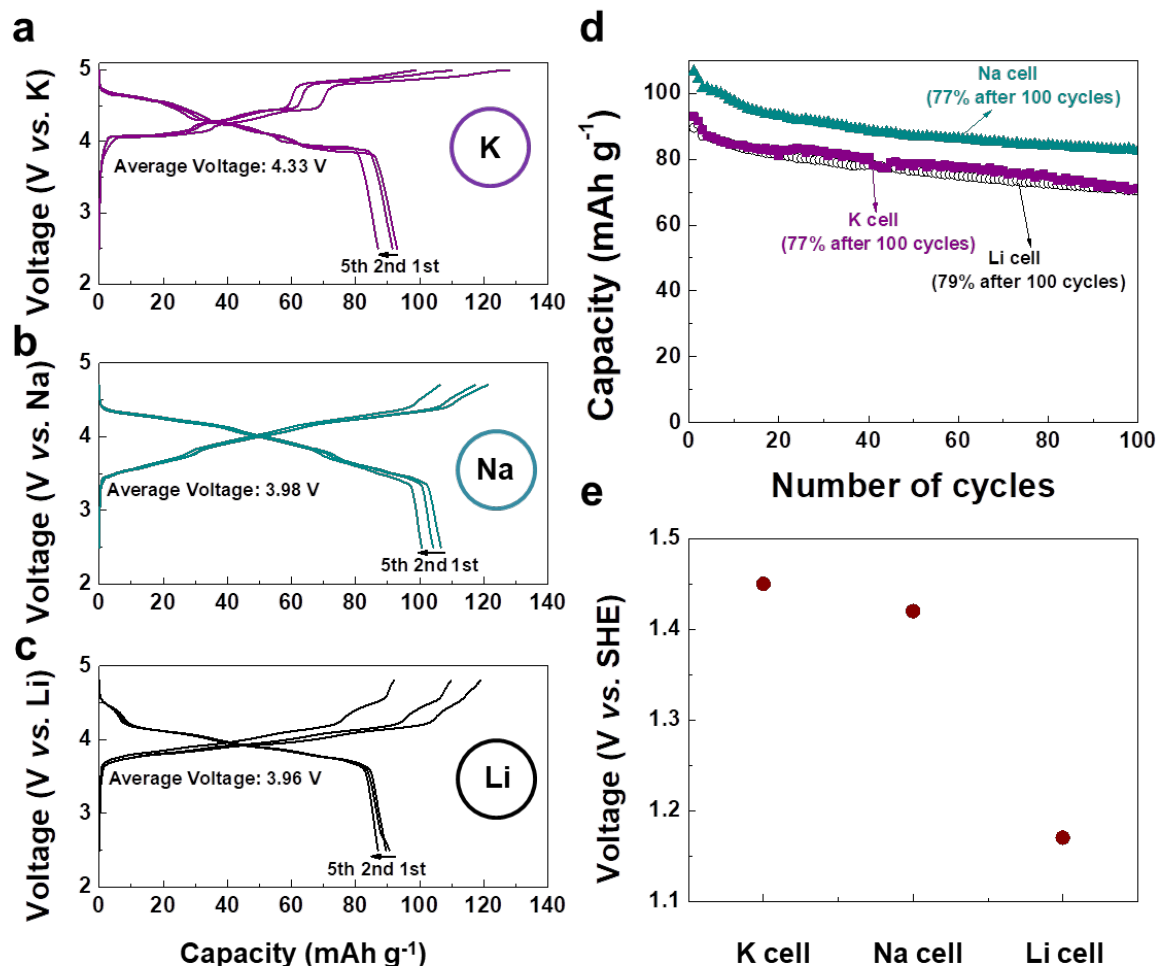 a
Voltage (V vs. K)
5
4
3
2
Average Voltage: 4.33 V
K
5th 2nd 1st
0 20 40 60 80 100 120 140
b
Voltage (V vs. Na)
5
4
3
2
Average Voltage: 3.98 V
Na
5th 2nd 1st
0 20 40 60 80 100 120 140
c
Voltage (V vs. Li)
5
4
3
2
Average Voltage: 3.96 V
Li
5th 2nd 1st
0 20 40 60 80 100 120 140
Capacity (mAh g-1)
d
Capacity (mAh g-1)
100
80
60
40
20
0
Na cell
(77% after 100 cycles)
K cell
(77% after 100 cycles)
Li cell
(79% after 100 cycles)
0 20 40 60 80 100
Number of cycles
e
Voltage (V vs. SHE)
1.5
1.4
1.3
1.2
1.1
K cell Na cell Li cell